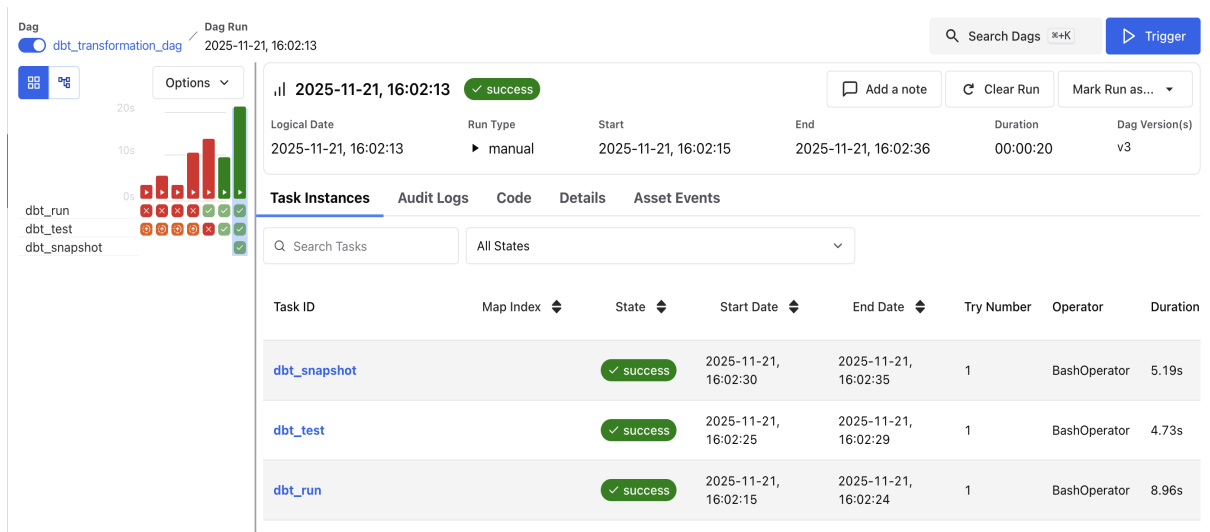 Dag
dbt_transformation_dag
/
Dag Run
2025-11-21, 16:02:13
Search Dags ⌘+K
Trigger
Options
20s
10s
0s
dbt_run
dbt_test
dbt_snapshot
2025-11-21, 16:02:13 success
Add a note
Clear Run
Mark Run as...
Logical Date Run Type Start End Duration Dag Version(s)
2025-11-21, 16:02:13 manual 2025-11-21, 16:02:15 2025-11-21, 16:02:36 00:00:20 v3
Task Instances Audit Logs Code Details Asset Events
Search Tasks All States
Task ID Map Index State Start Date End Date Try Number Operator Duration
dbt_snapshot success 2025-11-21, 16:02:30 2025-11-21, 16:02:35 1 BashOperator 5.19s
dbt_test success 2025-11-21, 16:02:25 2025-11-21, 16:02:29 1 BashOperator 4.73s
dbt_run success 2025-11-21, 16:02:15 2025-11-21, 16:02:24 1 BashOperator 8.96s